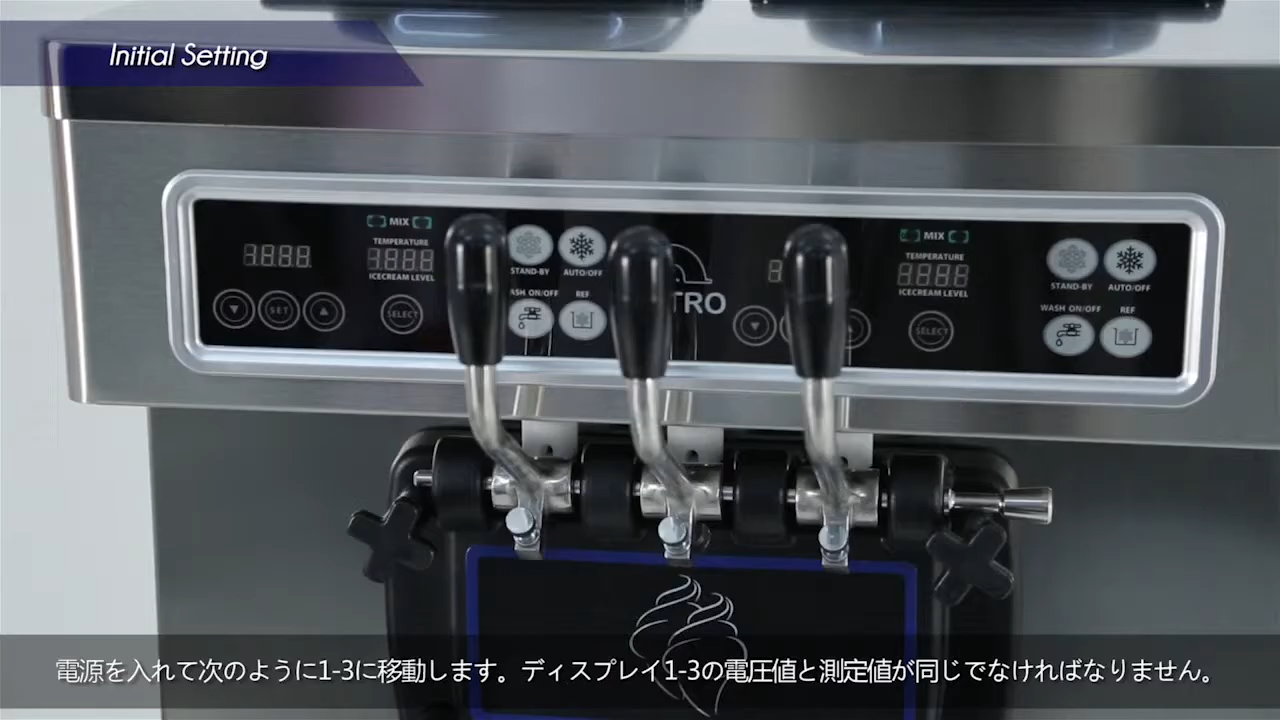 Initial Setting
MIX
TEMPERATURE
ICECREAM LEVEL
SET
SELECT
STAND-BY
AUTO/OFF
ASH ON/OFF
REF
TRO
MIX
TEMPERATURE
ICECREAM LEVEL
SELECT
STAND-BY
AUTO/OFF
WASH ON/OFF
REF
電源を入れて次のように1-3に移動します。ディスプレイ1-3の電圧値と測定値が同じでなければなりません。